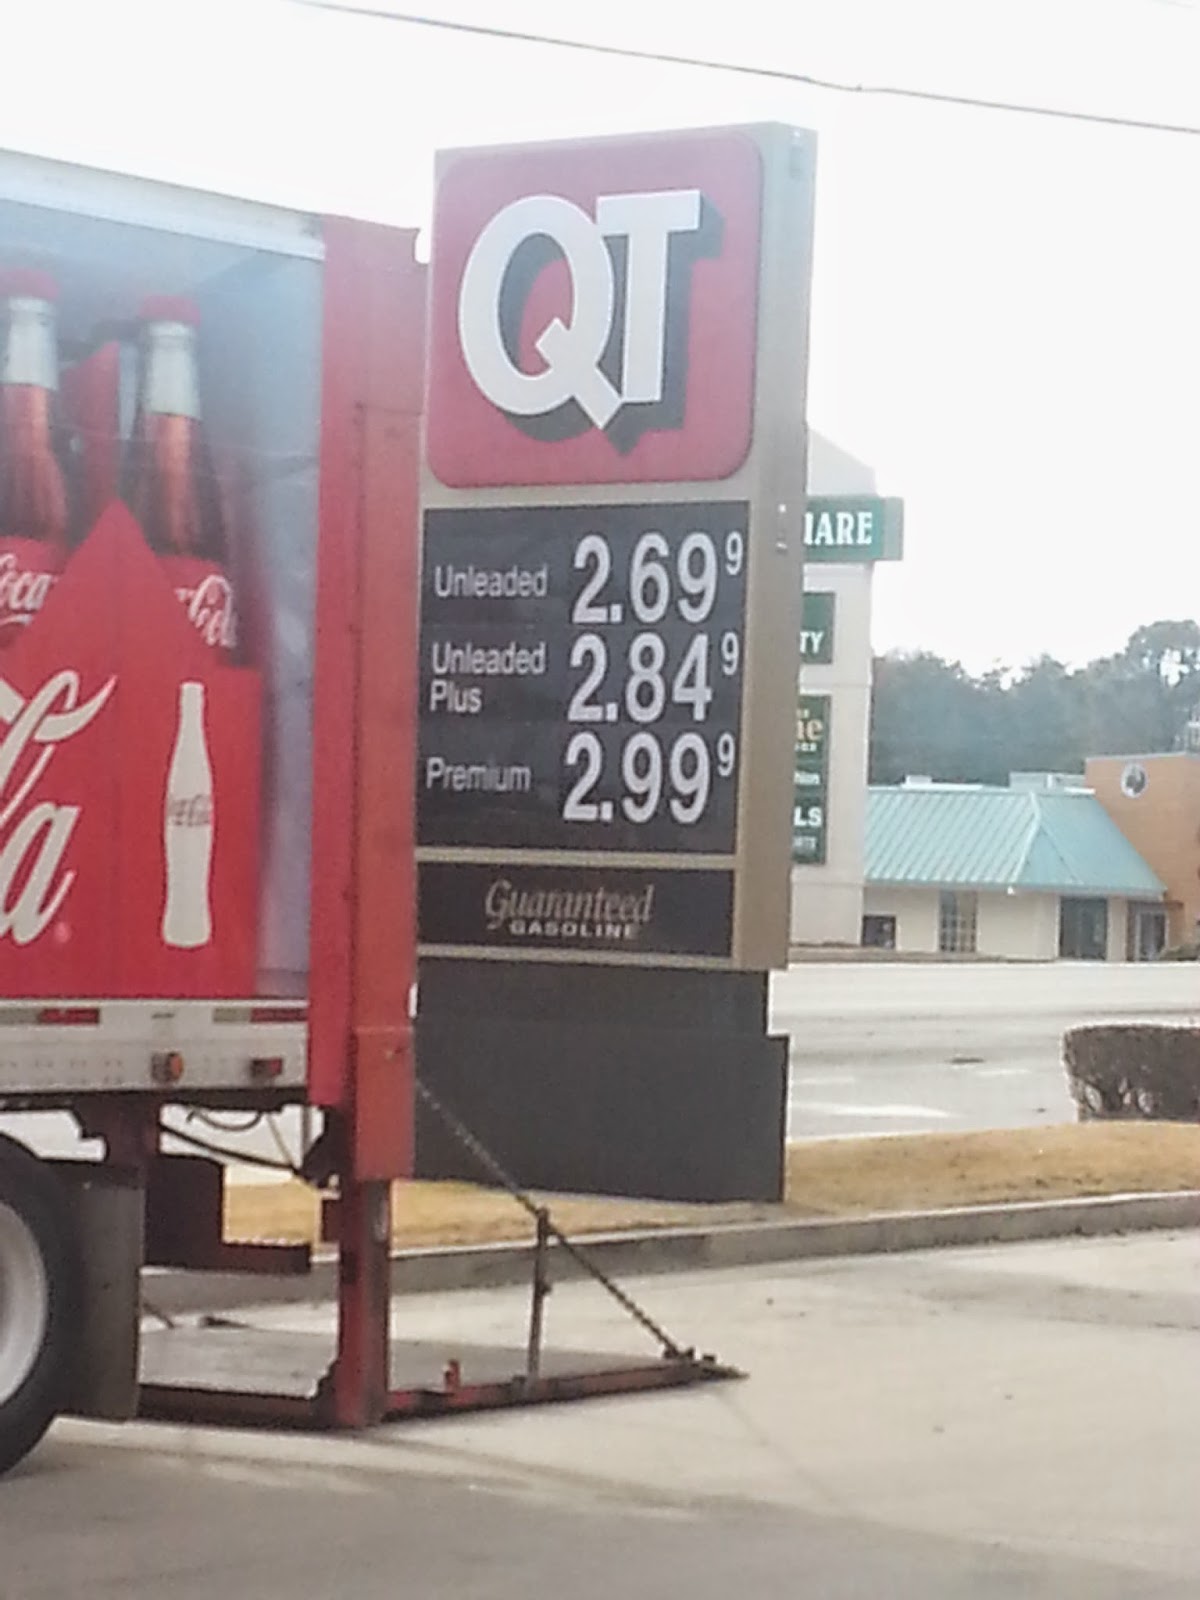 QT
Unleaded 2.69 9
Unleaded Plus 2.84 9
Premium 2.99 9
Guaranteed
GASOLINE
Coca
Cola
la
TY
LS